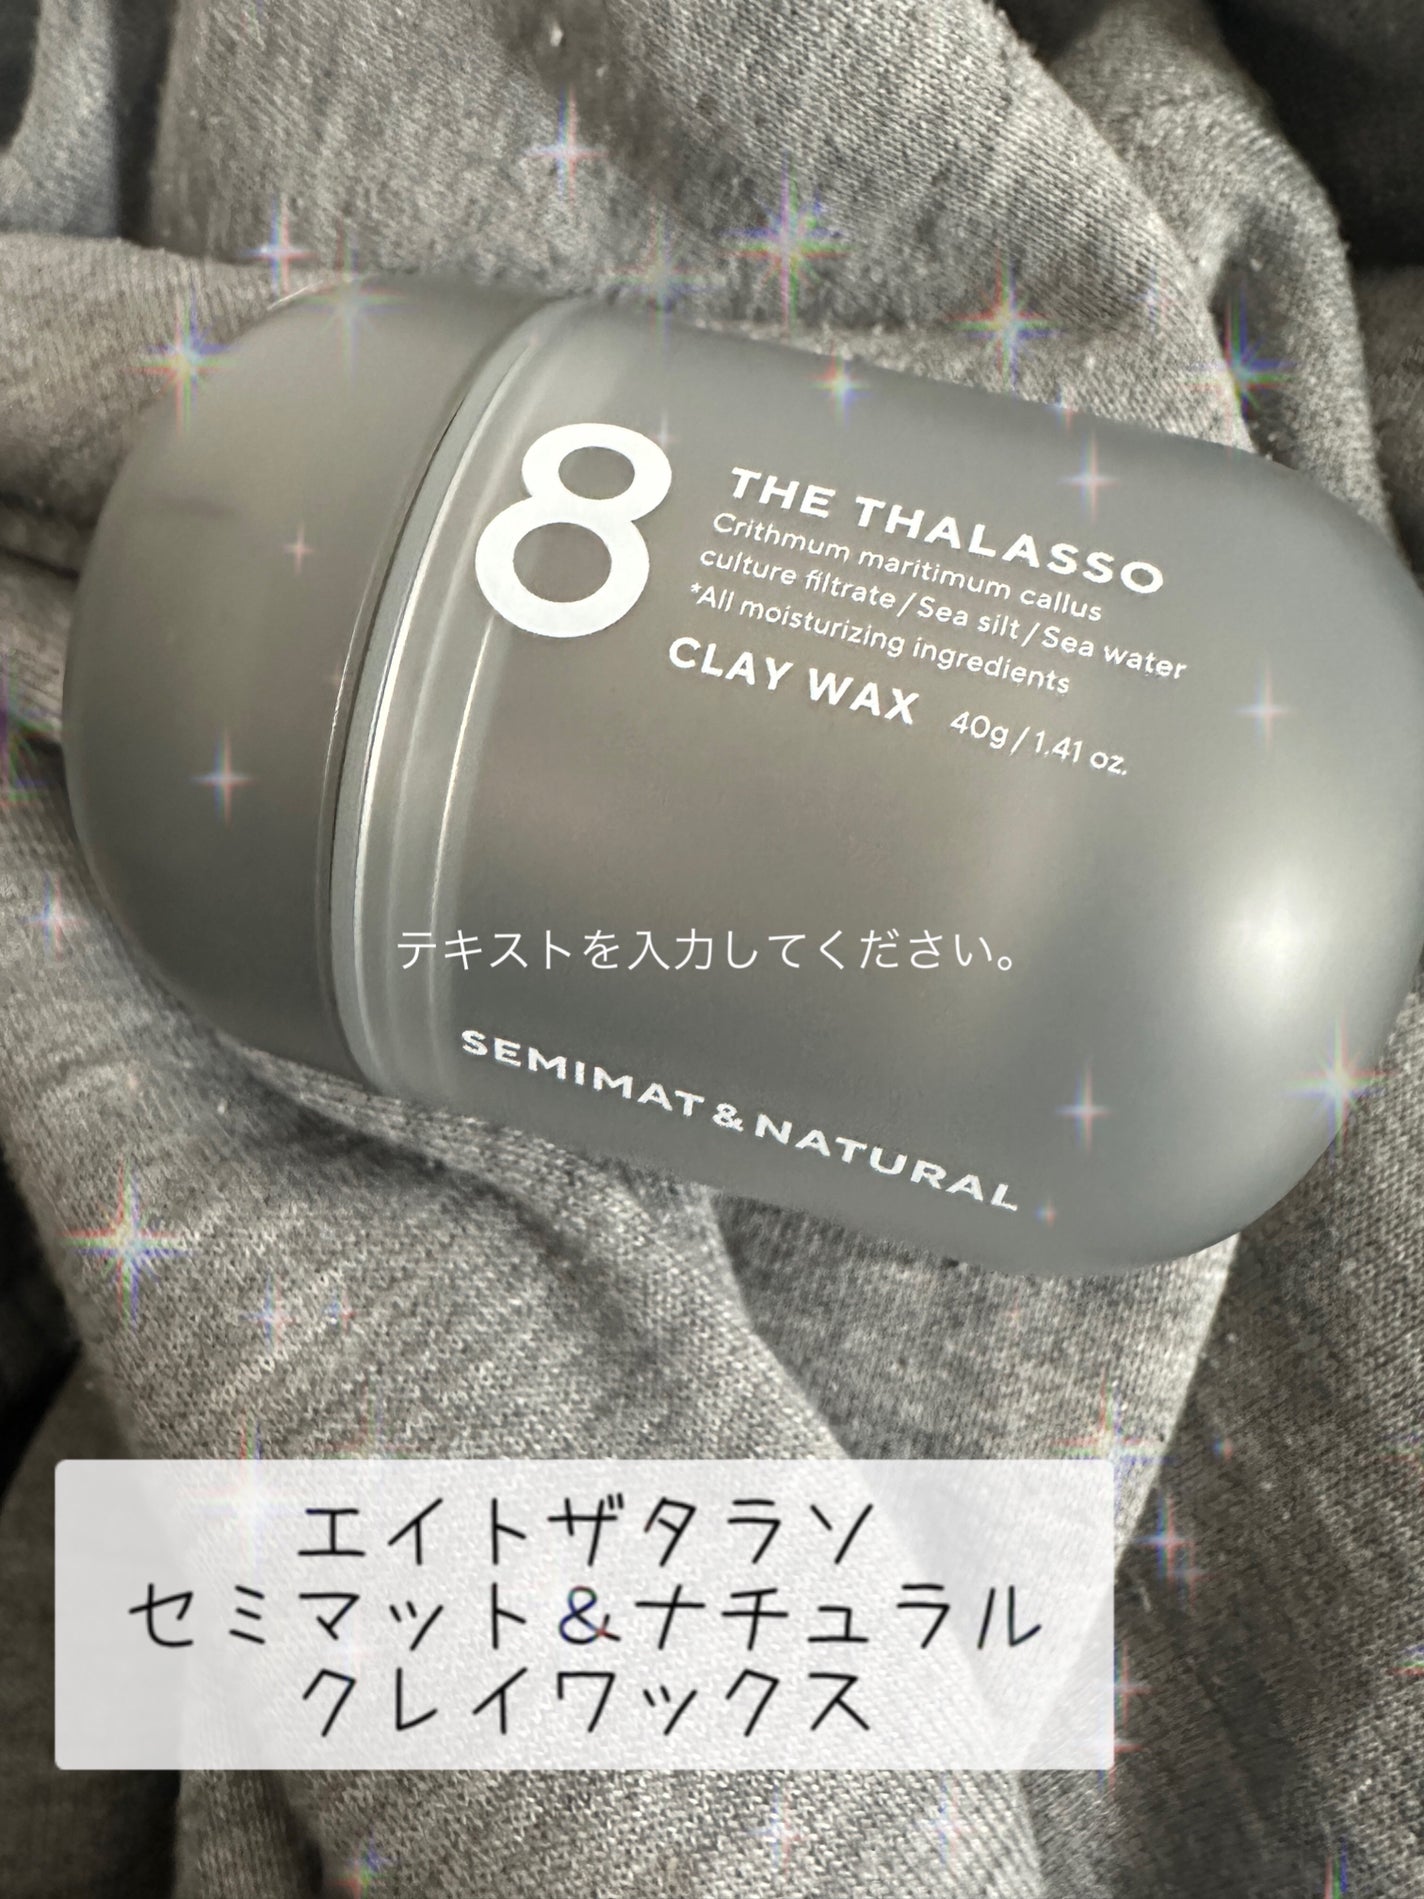 8
THE THALASSO
Crithmum maritimum callus
culture filtrate / Sea silt / Sea water
*All moisturizing ingredients
CLAY WAX 40g / 1.41 oz.
テキストを入力してください。
SEMIMAT & NATURAL
エイトザタラソ
セミマット&ナチュラル
クレイワックス